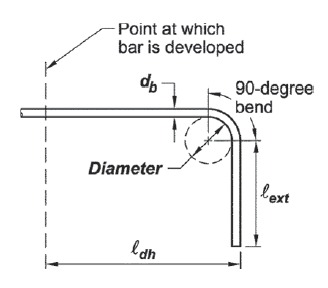 Point at which
bar is developed
d_b
90-degree
bend
Diameter
ℓ_ext
ℓ_dh